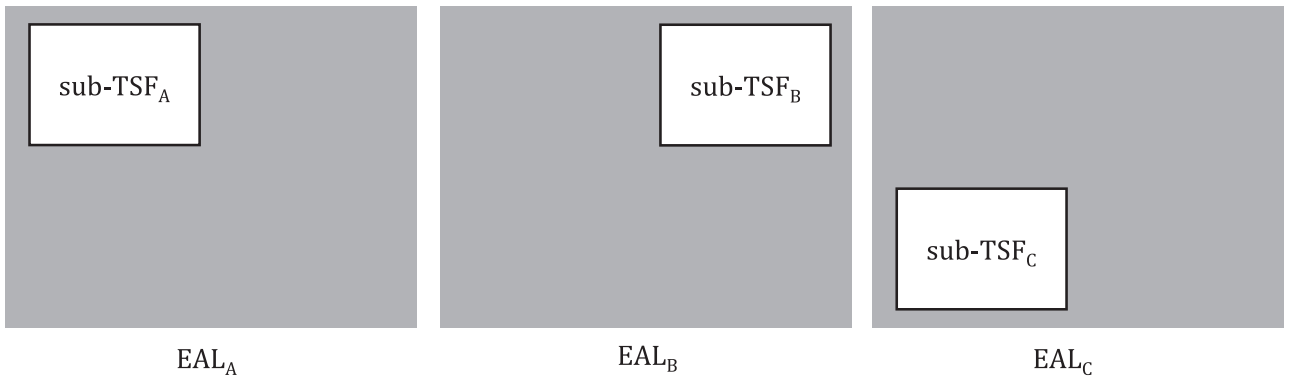 sub-TSF_A
sub-TSF_B
sub-TSF_C
EAL_A
EAL_B
EAL_C